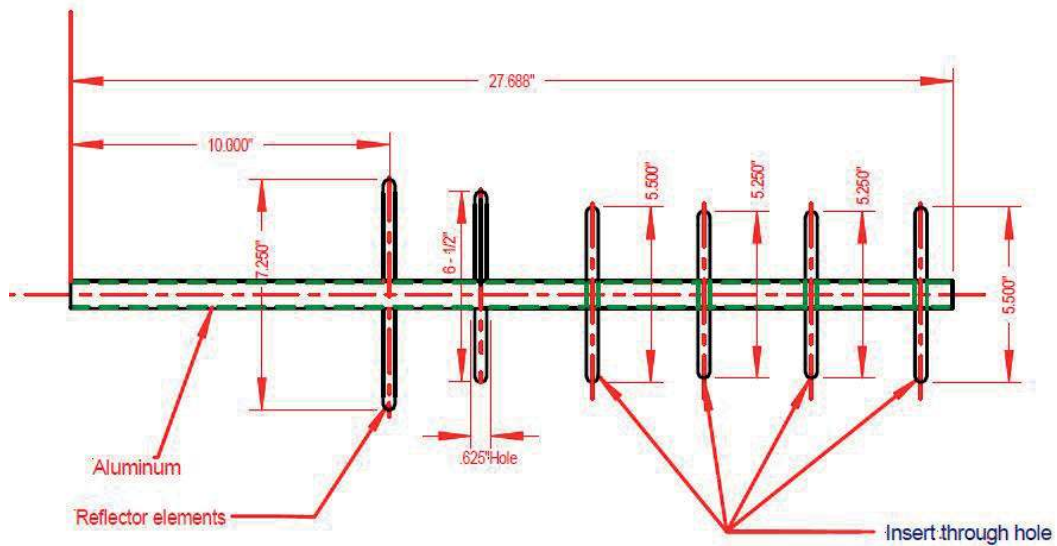 27.688"
10.000"
7.250"
6 - 1/2"
5.500"
5.250"
5.250"
5.500"
.625"Hole
Aluminum
Reflector elements
Insert through hole